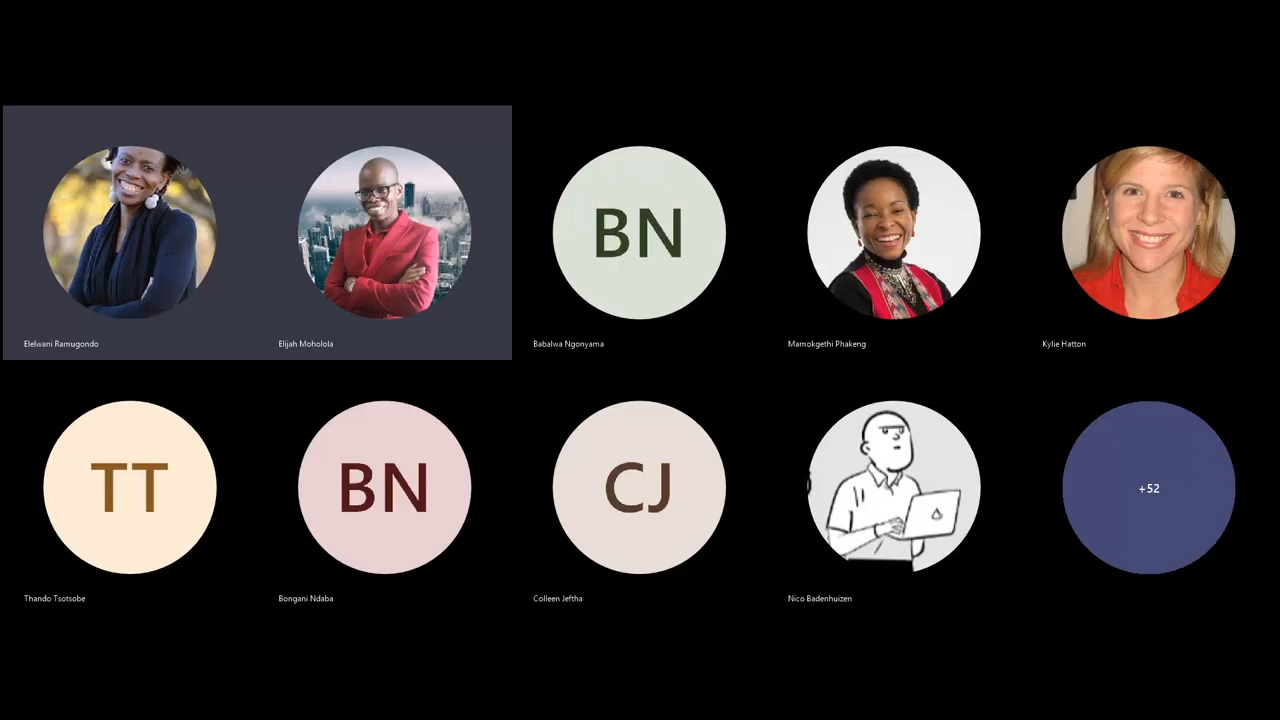 BN
Elelwani Ramugondo
Elijah Moholola
Babalwa Ngonyama
Mamokgethi Phakeng
Kylie Hatton
TT
BN
CJ
+52
Thando Tsotsobe
Bongani Ndaba
Colleen Jeftha
Nico Badenhuizen